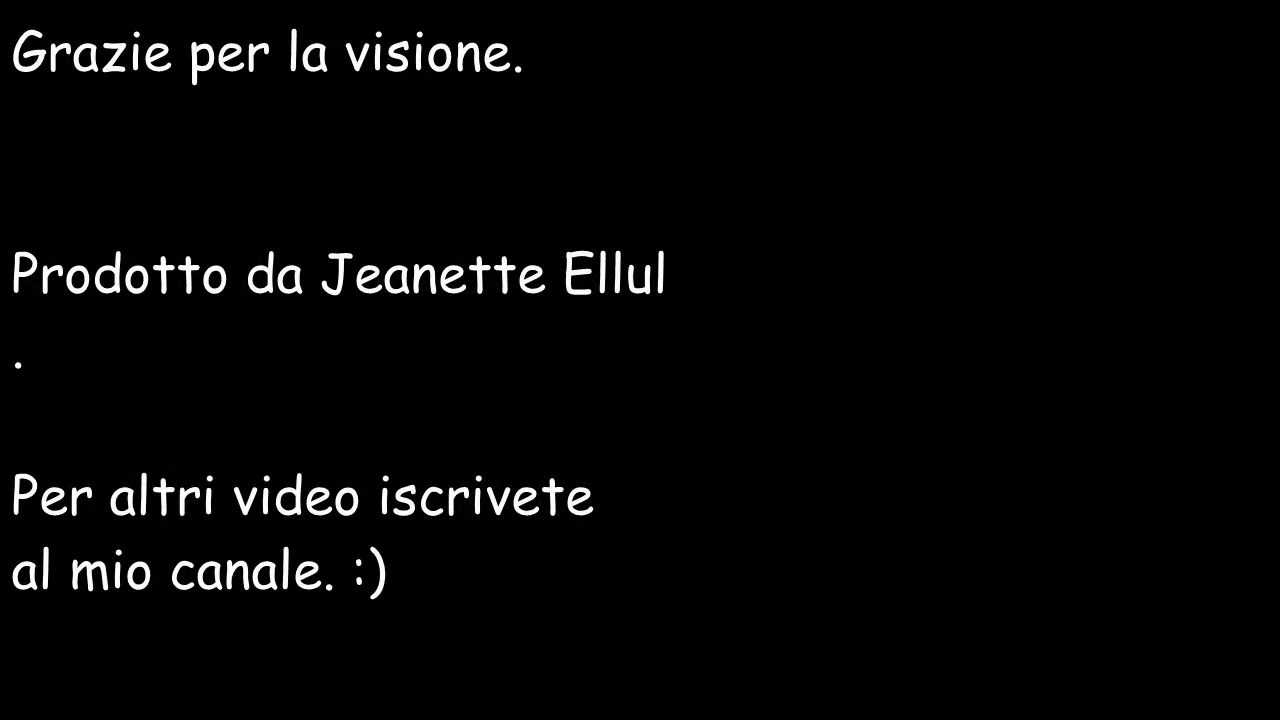 Grazie per la visione.
Prodotto da Jeanette Ellul
.
Per altri video iscrivete
al mio canale. :)